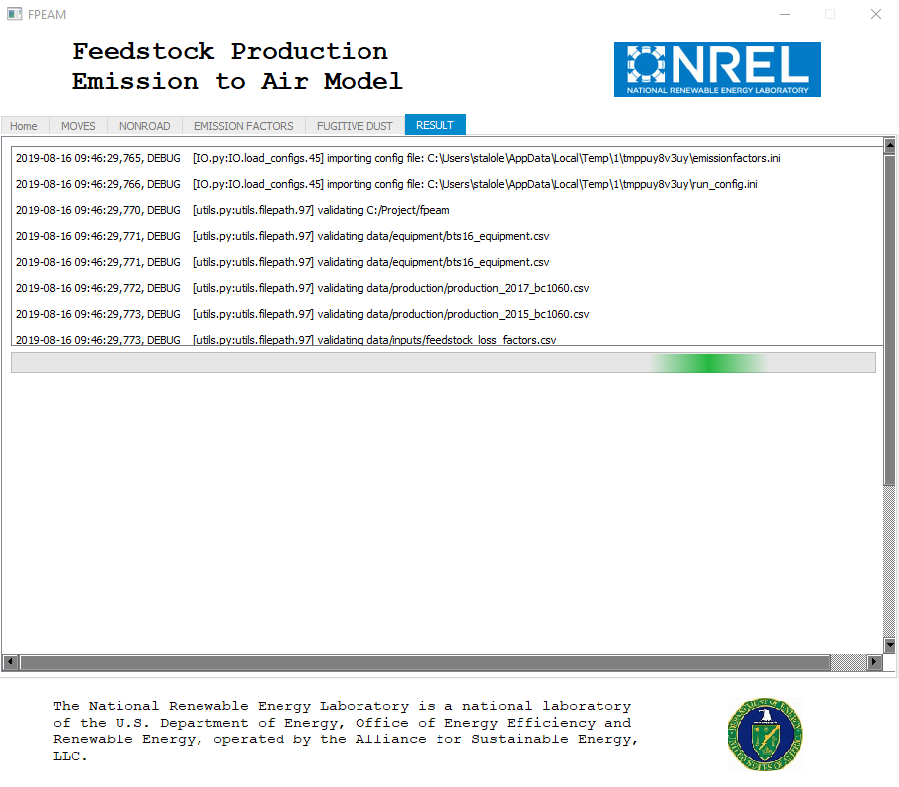 FPEAM
Feedstock Production
Emission to Air Model
NREL
NATIONAL RENEWABLE ENERGY LABORATORY
Home MOVES NONROAD EMISSION FACTORS FUGITIVE DUST RESULT
2019-08-16 09:46:29,765, DEBUG [IO.py:IO.load_configs.45] importing config file: C:\Users\stalole\AppData\Local\Temp\1\tmppuy8v3uy\emissionfactors.ini
2019-08-16 09:46:29,766, DEBUG [IO.py:IO.load_configs.45] importing config file: C:\Users\stalole\AppData\Local\Temp\1\tmppuy8v3uy\run_config.ini
2019-08-16 09:46:29,770, DEBUG [utils.py:utils.filepath.97] validating C:/Project/fpeam
2019-08-16 09:46:29,771, DEBUG [utils.py:utils.filepath.97] validating data/equipment/bts16_equipment.csv
2019-08-16 09:46:29,771, DEBUG [utils.py:utils.filepath.97] validating data/equipment/bts16_equipment.csv
2019-08-16 09:46:29,772, DEBUG [utils.py:utils.filepath.97] validating data/production/production_2017_bc1060.csv
2019-08-16 09:46:29,773, DEBUG [utils.py:utils.filepath.97] validating data/production/production_2015_bc1060.csv
2019-08-16 09:46:29,773, DEBUG [utils.py:utils.filepath.97] validating data/inputs/feedstock_loss_factors.csv
The National Renewable Energy Laboratory is a national laboratory
of the U.S. Department of Energy, Office of Energy Efficiency and
Renewable Energy, operated by the Alliance for Sustainable Energy,
LLC.